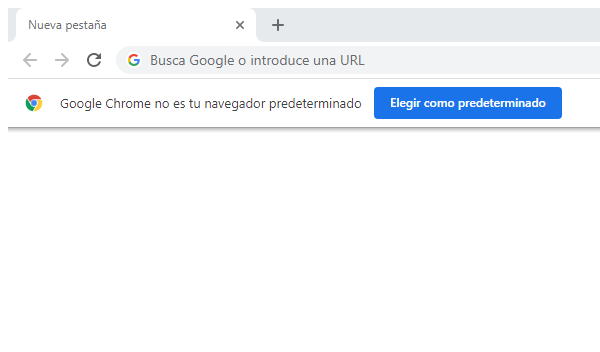 Nueva pestaña
Busca Google o introduce una URL
Google Chrome no es tu navegador predeterminado
Elegir como predeterminado